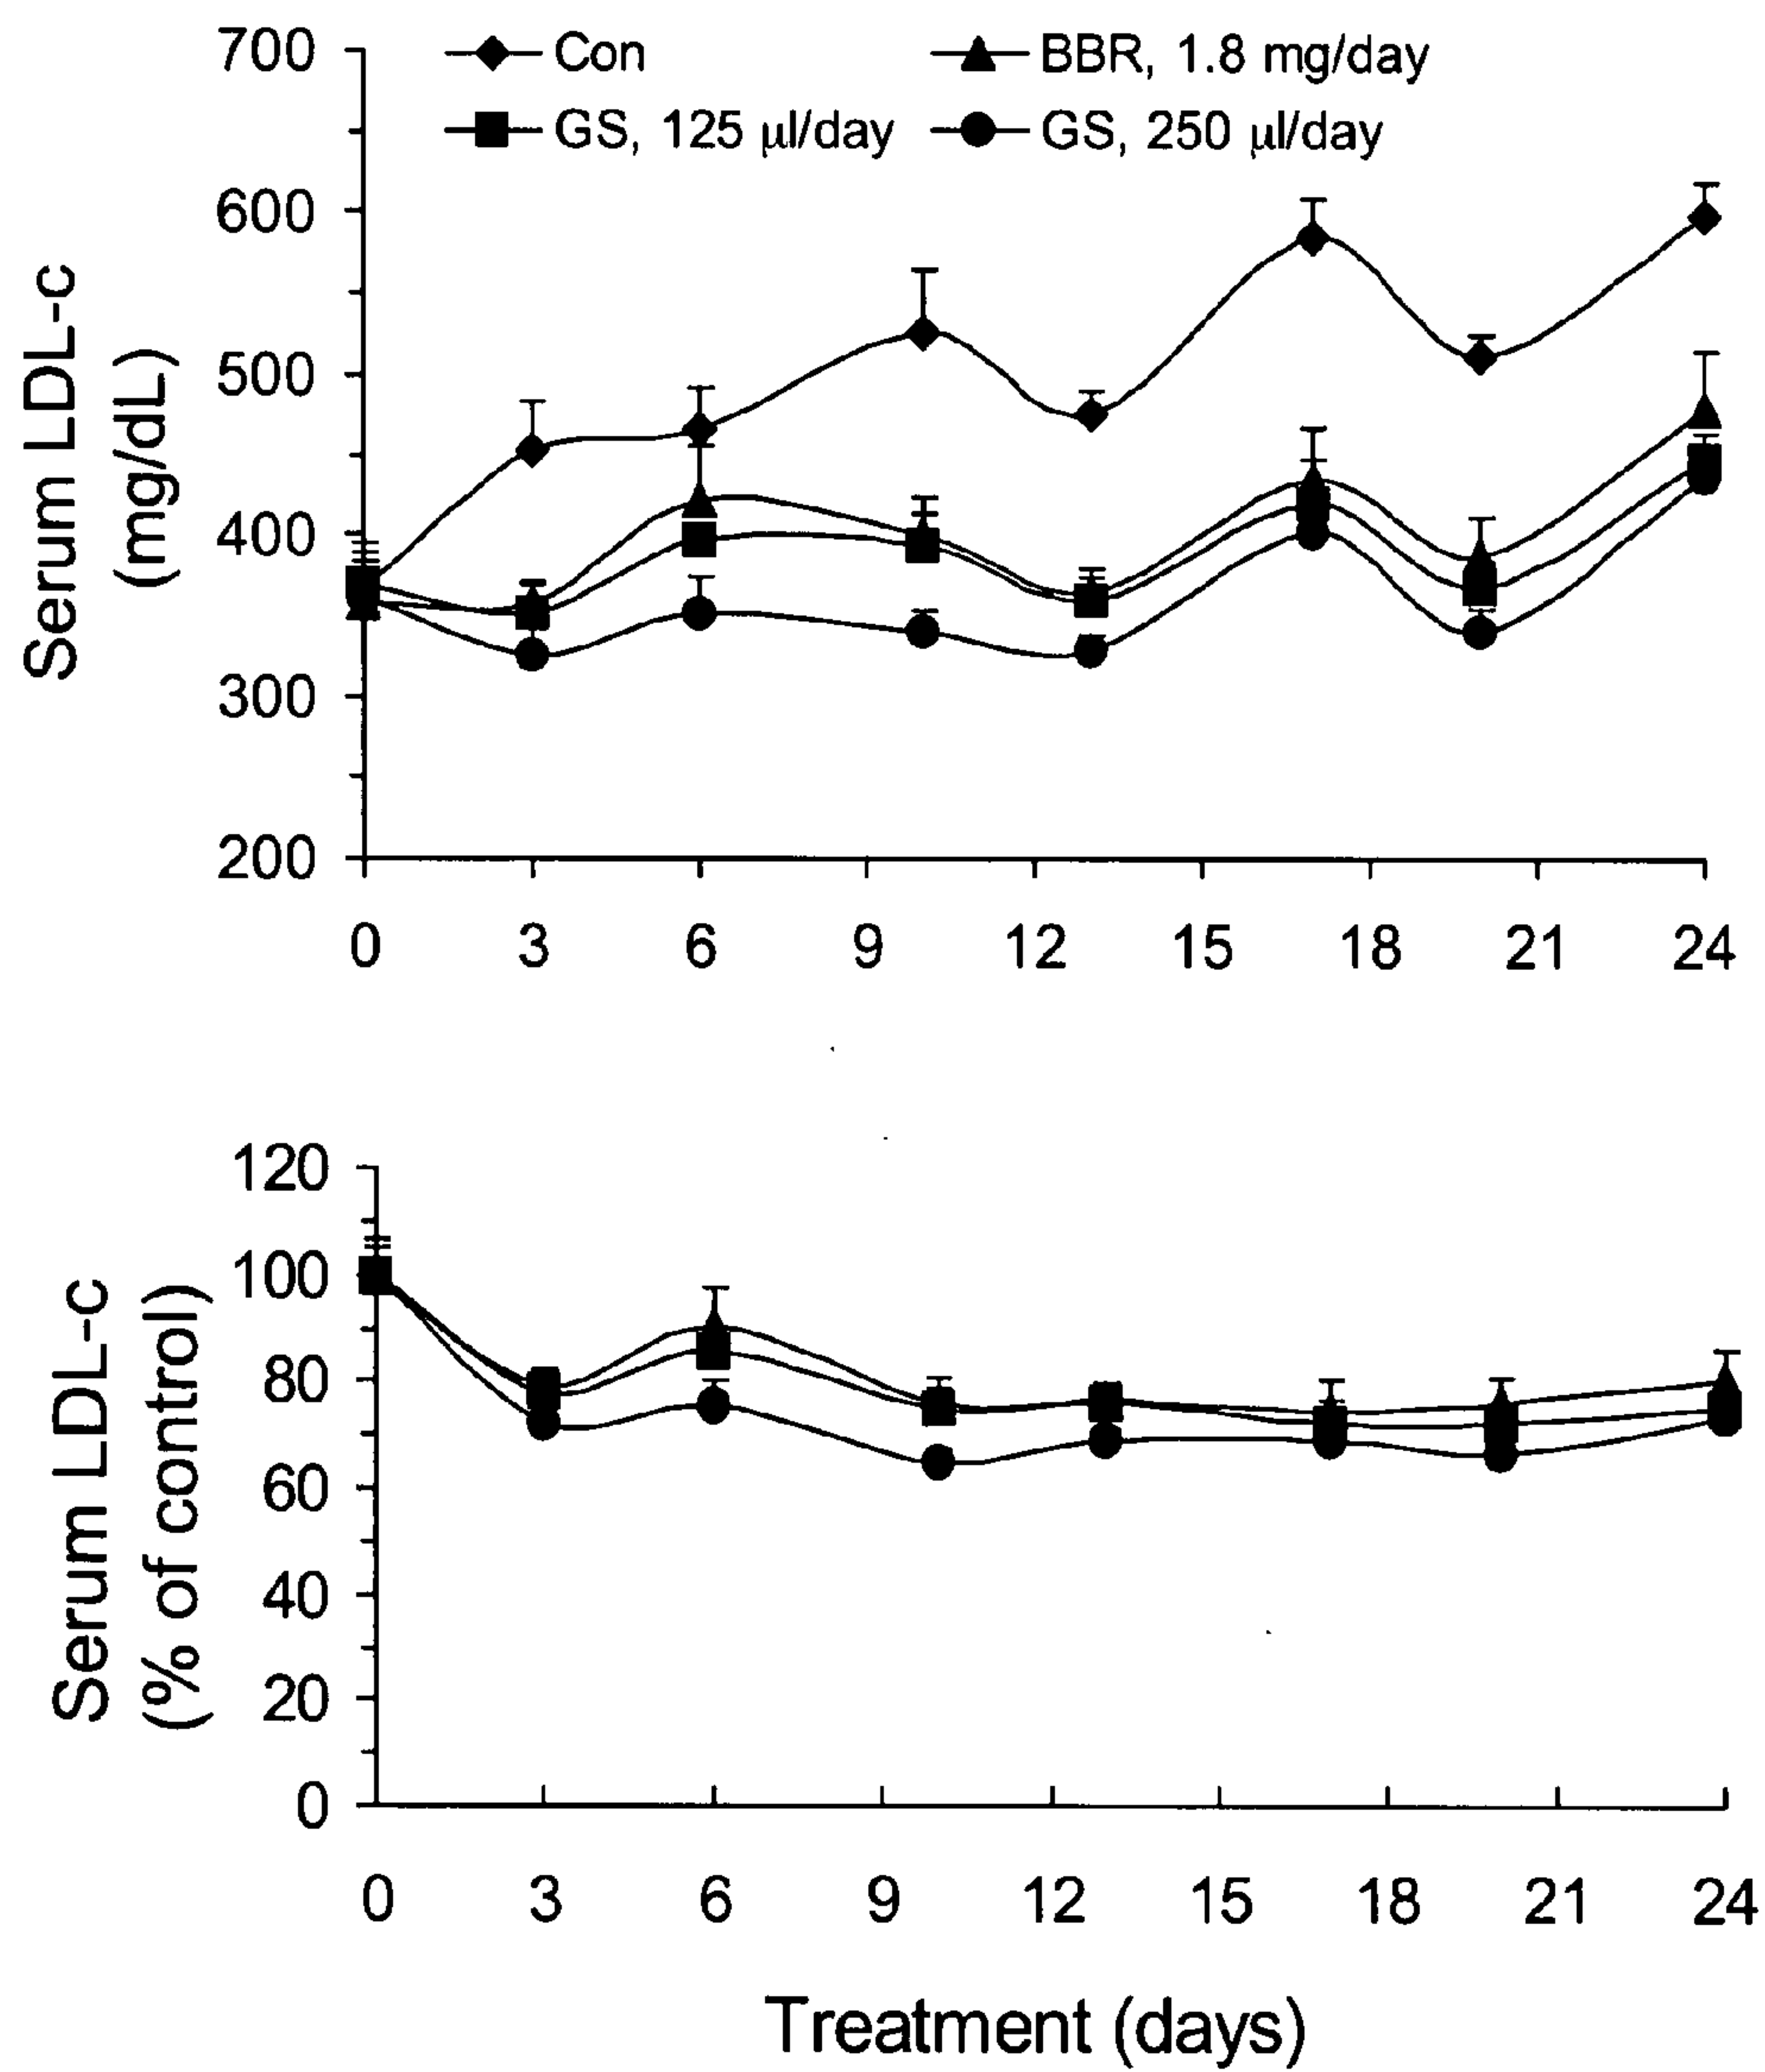 700
Con
BBR, 1.8 mg/day
GS, 125 µl/day
GS, 250 µl/day
600
500
400
300
200
Serum LDL-c
(mg/dL)
0 3 6 9 12 15 18 21 24
120
100
80
60
40
20
0
Serum LDL-c
(% of control)
0 3 6 9 12 15 18 21 24
Treatment (days)